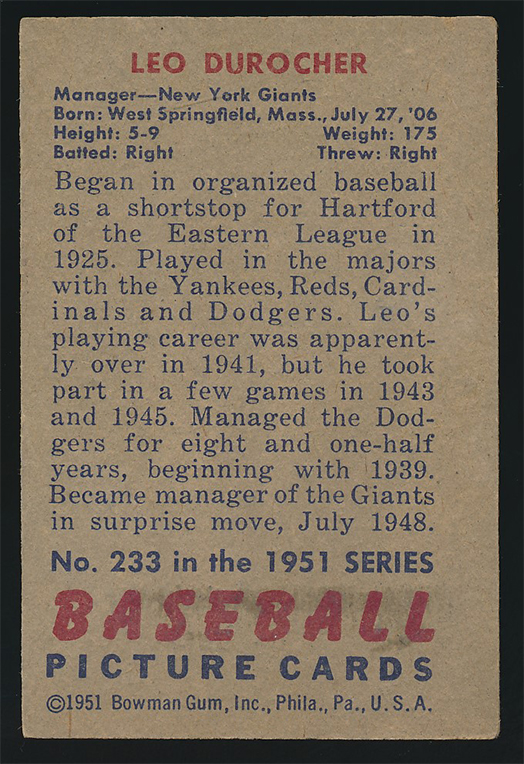 LEO DUROCHER
Manager—New York Giants
Born: West Springfield, Mass., July 27, '06
Height: 5-9 Weight: 175
Batted: Right Threw: Right
Began in organized baseball
as a shortstop for Hartford
of the Eastern League in
1925. Played in the majors
with the Yankees, Reds, Card-
inals and Dodgers. Leo's
playing career was apparent-
ly over in 1941, but he took
part in a few games in 1943
and 1945. Managed the Dod-
gers for eight and one-half
years, beginning with 1939.
Became manager of the Giants
in surprise move, July 1948.
No. 233 in the 1951 SERIES
BASEBALL
PICTURE CARDS
©1951 Bowman Gum, Inc., Phila., Pa., U. S. A.